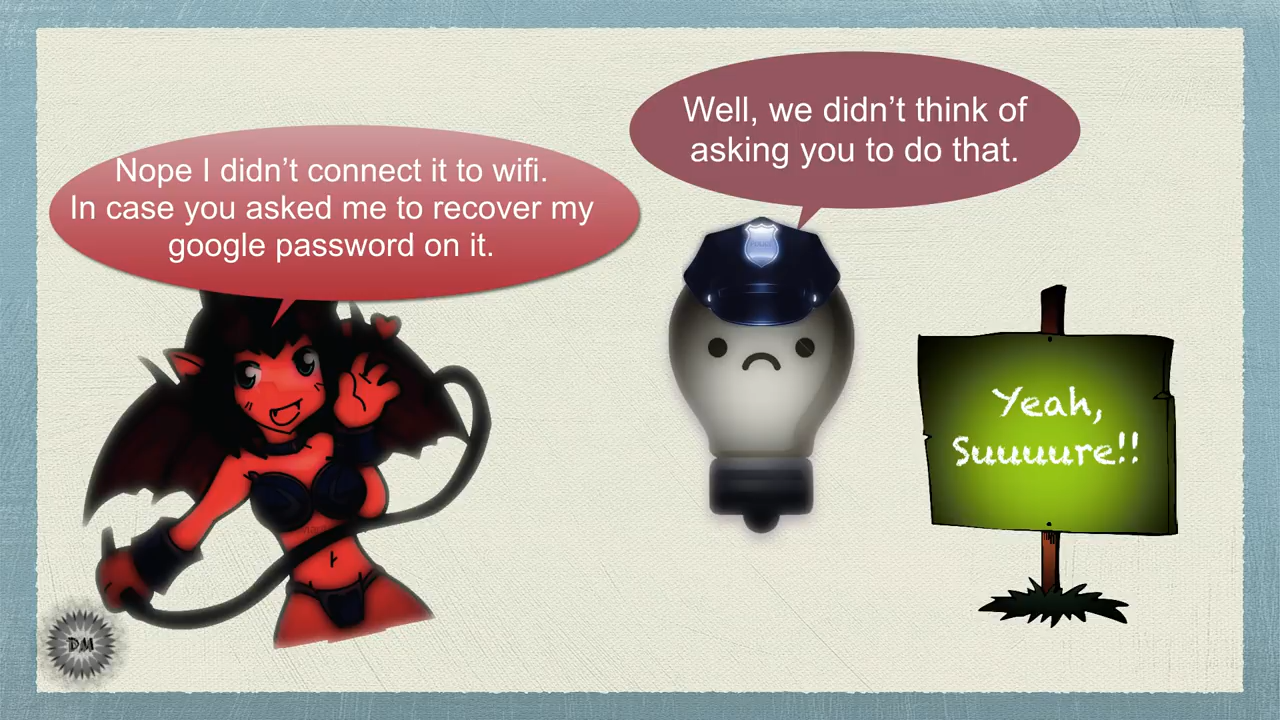 Nope I didn’t connect it to wifi.
In case you asked me to recover my
google password on it.
Well, we didn’t think of
asking you to do that.
Yeah,
Suuuure!!
DM